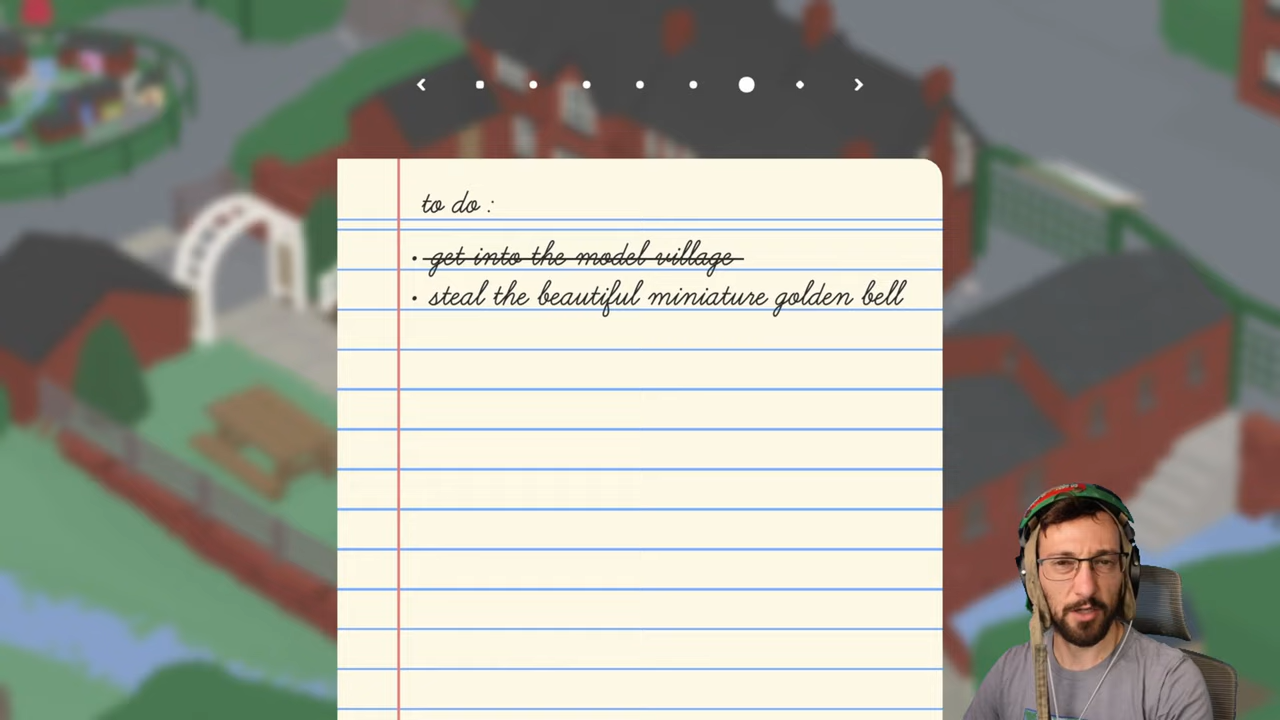 to do :
• get into the model village
• steal the beautiful miniature golden bell